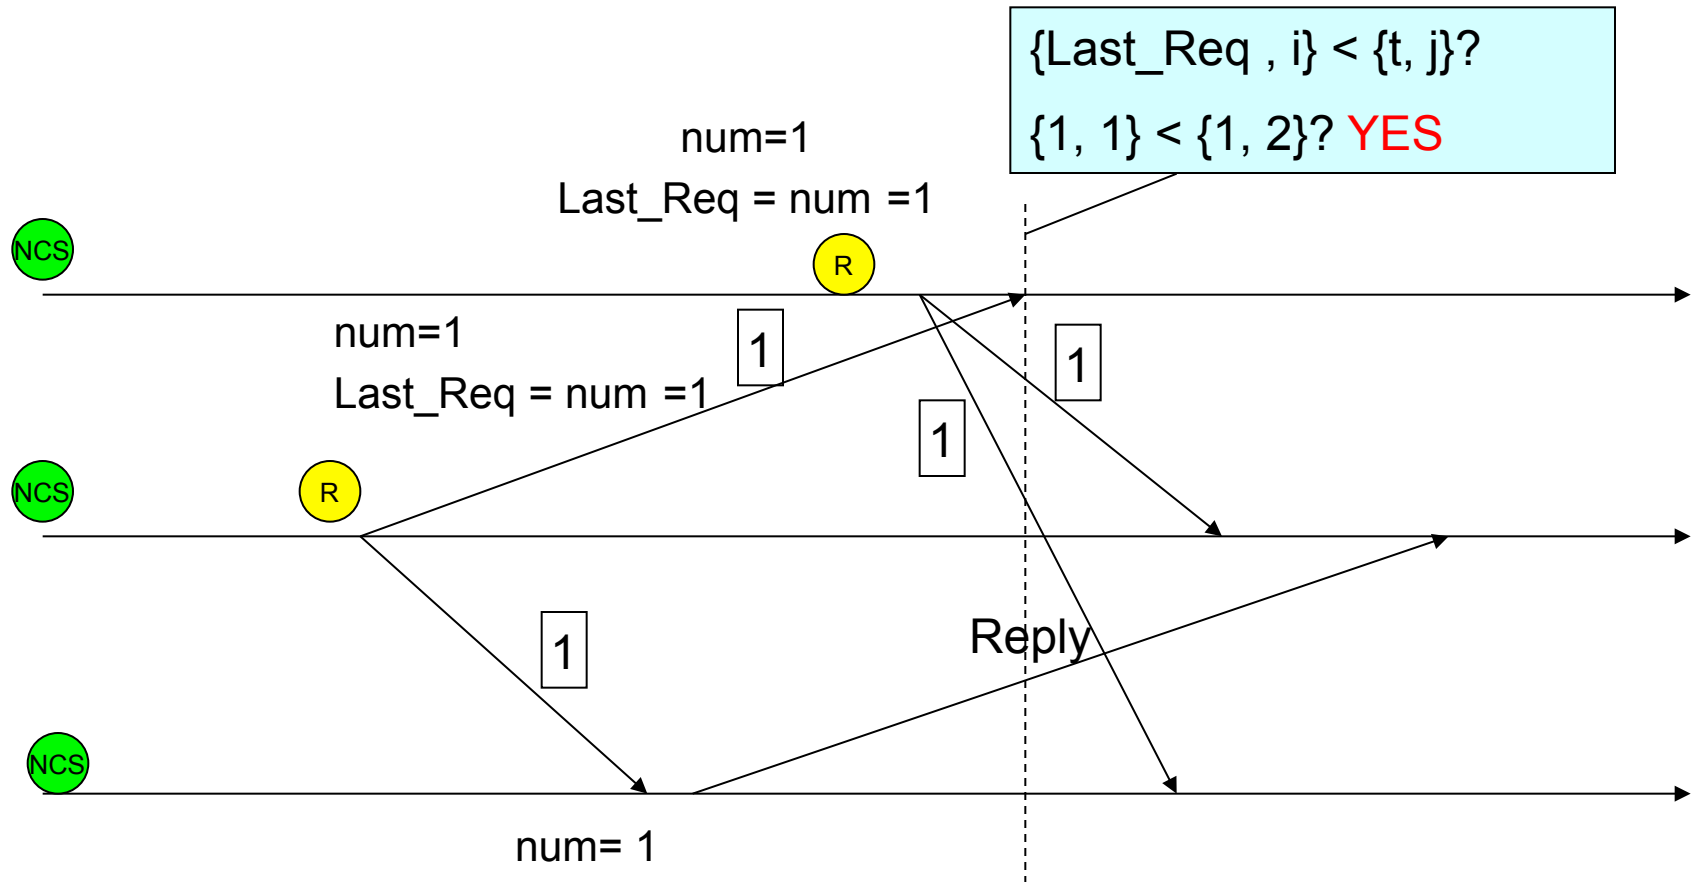 {Last_Req , i} < {t, j}?
{1, 1} < {1, 2}? YES
num=1
Last_Req = num =1
NCS
R
num=1
Last_Req = num =1
1
1
1
NCS
R
1
Reply
NCS
num= 1